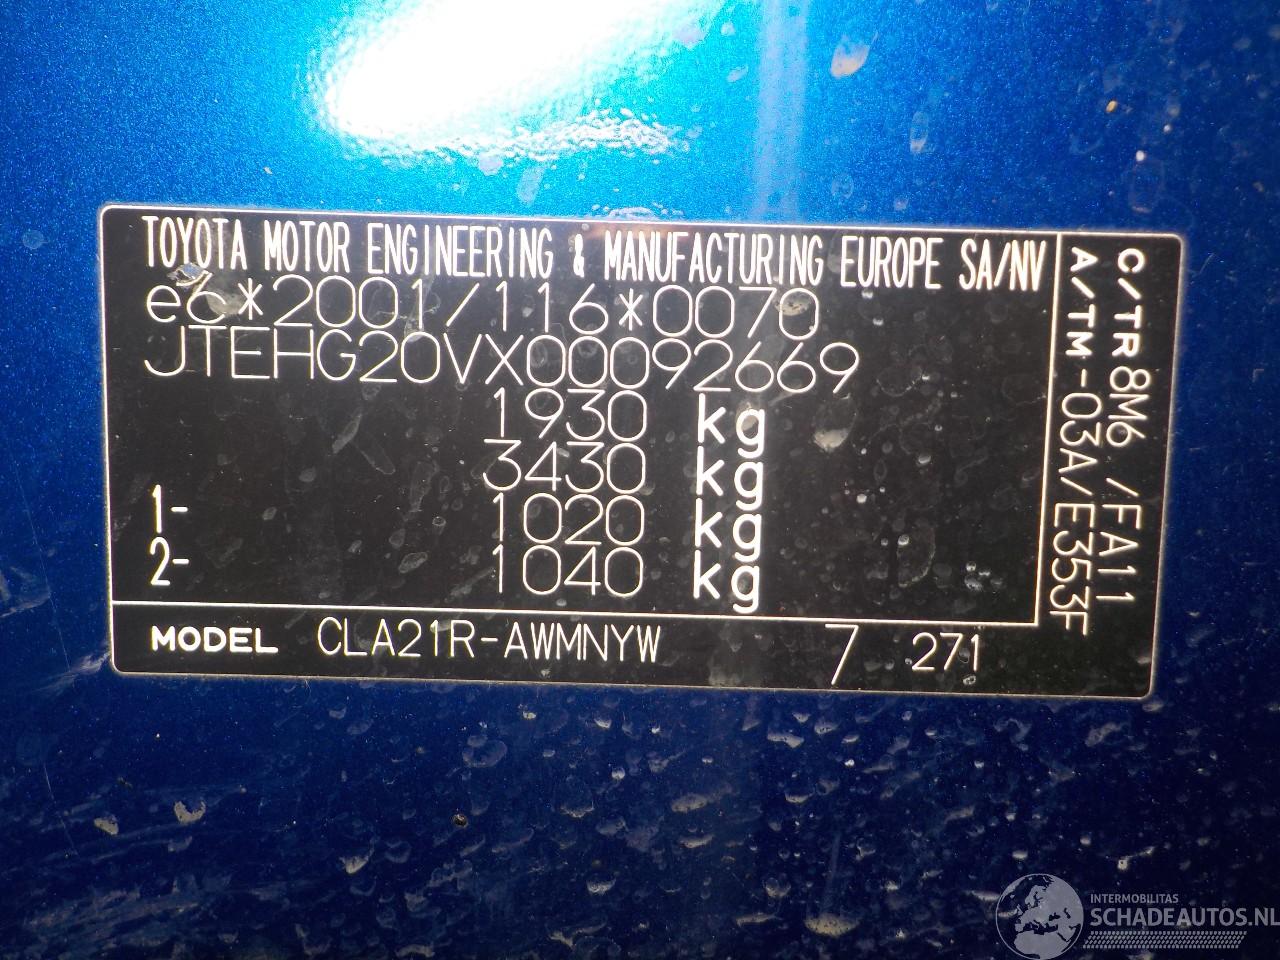 TOYOTA MOTOR ENGINEERING & MANUFACTURING EUROPE SA/NV
e6*2001/116*0070
JTEHG20VX00092669
1930 kg
3430 kg
1- 1020 kg
2- 1040 kg
MODEL CLA21R-AWMNYW 7 271
C/TR 8M6 /FA11
A/TM -03A/E353F
INTERMOBILITAS
SCHADEAUTOS.NL